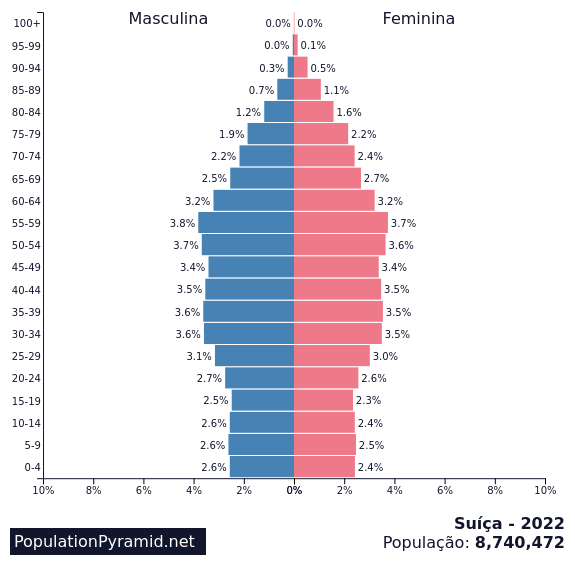 Masculina Feminina
100+ 0.0% 0.0%
95-99 0.0% 0.1%
90-94 0.3% 0.5%
85-89 0.7% 1.1%
80-84 1.2% 1.6%
75-79 1.9% 2.2%
70-74 2.2% 2.4%
65-69 2.5% 2.7%
60-64 3.2% 3.2%
55-59 3.8% 3.7%
50-54 3.7% 3.6%
45-49 3.4% 3.4%
40-44 3.5% 3.5%
35-39 3.6% 3.5%
30-34 3.6% 3.5%
25-29 3.1% 3.0%
20-24 2.7% 2.6%
15-19 2.5% 2.3%
10-14 2.6% 2.4%
5-9 2.6% 2.5%
0-4 2.6% 2.4%
10% 8% 6% 4% 2% 0% 2% 4% 6% 8% 10%
Suíça - 2022
PopulationPyramid.net População: 8,740,472